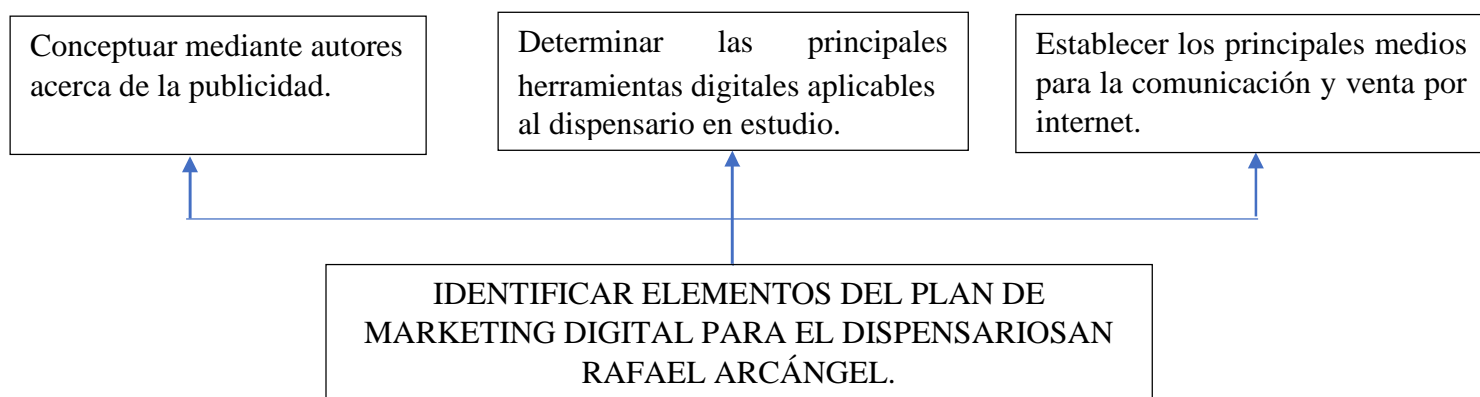 Conceptuar mediante autores
acerca de la publicidad.
Determinar las principales
herramientas digitales aplicables
al dispensario en estudio.
Establecer los principales medios
para la comunicación y venta por
internet.
IDENTIFICAR ELEMENTOS DEL PLAN DE
MARKETING DIGITAL PARA EL DISPENSARIOSAN
RAFAEL ARCÁNGEL.